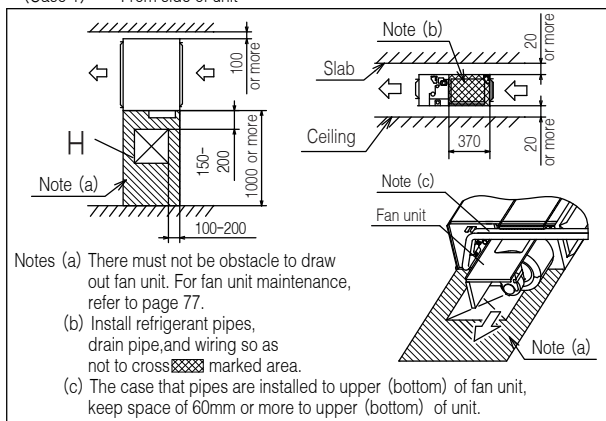 (Case 1) From side of unit
100
or more
H
Note (a)
150-
200
1000 or more
100-200
Note (b)
Slab
Ceiling
370
20
or more
20
or more
Note (c)
Fan unit
Note (a)
Notes (a) There must not be obstacle to draw
out fan unit. For fan unit maintenance,
refer to page 77.
(b) Install refrigerant pipes,
drain pipe,and wiring so as
not to cross marked area.
(c) The case that pipes are installed to upper (bottom) of fan unit,
keep space of 60mm or more to upper (bottom) of unit.